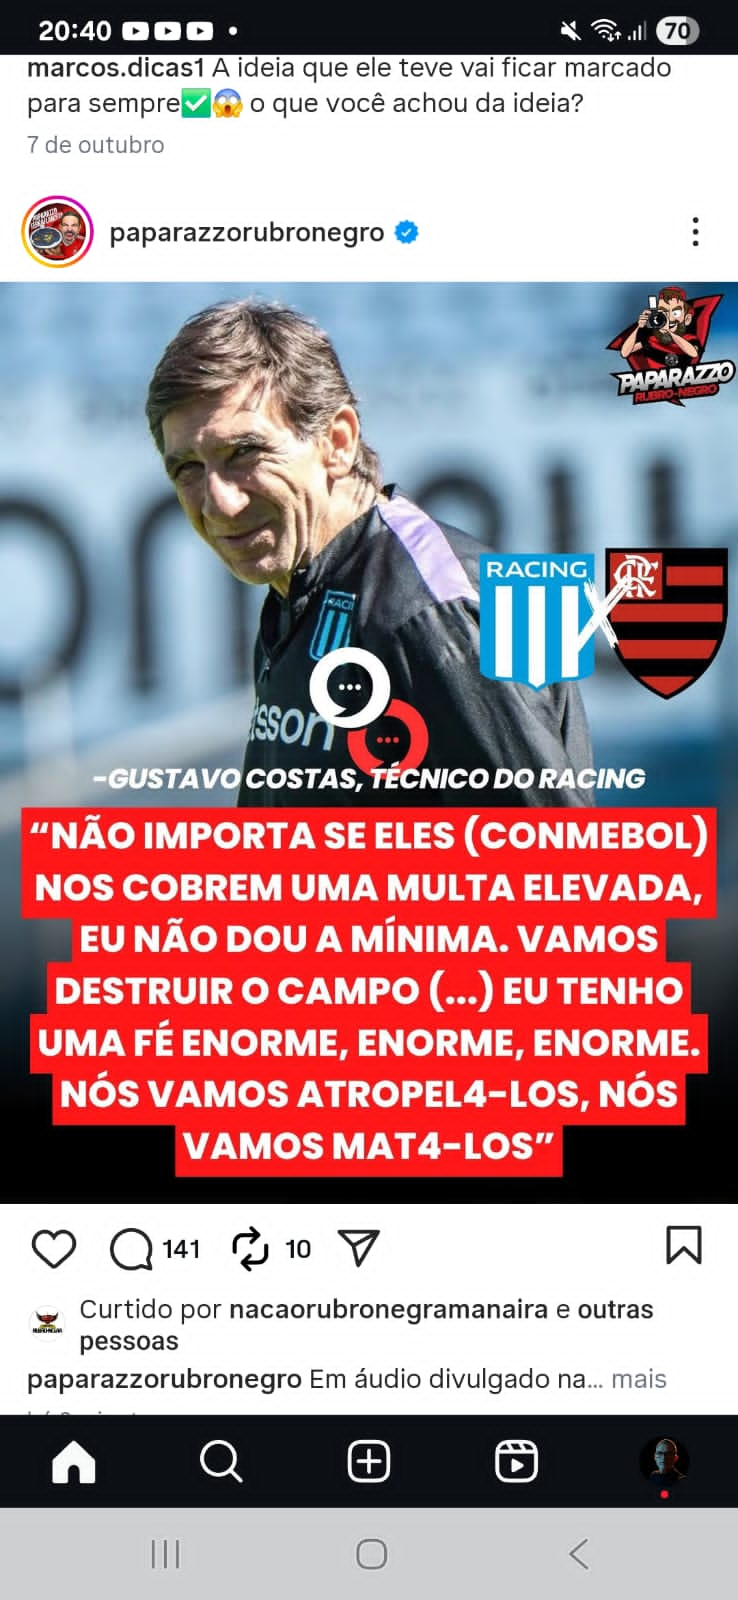 20:40
70
marcos.dicas1 A ideia que ele teve vai ficar marcado
para sempre✅😱 o que você achou da ideia?
7 de outubro
paparazzorubronegro
PAPARAZZO
RUBRO-NEGRO
RACING
X
CRF
RACI
sson
-GUSTAVO COSTAS, TÉCNICO DO RACING
“NÃO IMPORTA SE ELES (CONMEBOL)
NOS COBREM UMA MULTA ELEVADA,
EU NÃO DOU A MÍNIMA. VAMOS
DESTRUIR O CAMPO (...) EU TENHO
UMA FÉ ENORME, ENORME, ENORME.
NÓS VAMOS ATROPEL4-LOS, NÓS
VAMOS MAT4-LOS”
141
10
Curtido por nacaorubronegramanaira e outras
pessoas
paparazzorubronegro Em áudio divulgado na... mais